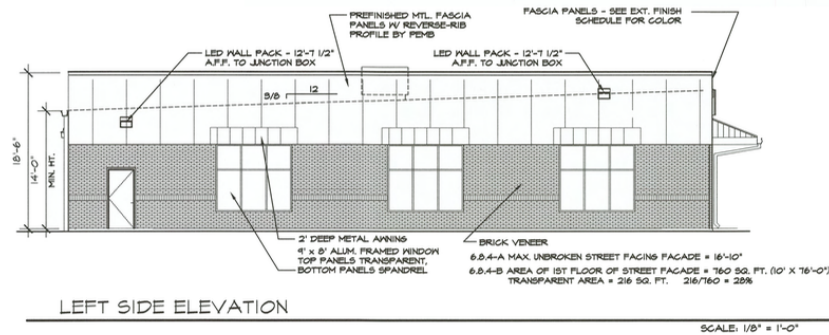 PREFINISHED MTL. FASCIA
PANELS W/ REVERSE-RIB
PROFILE BY PEMB
FASCIA PANELS - SEE EXT. FINISH
SCHEDULE FOR COLOR
LED WALL PACK - 12'-7 1/2"
A.F.F. TO JUNCTION BOX
LED WALL PACK - 12'-7 1/2"
A.F.F. TO JUNCTION BOX
12
3/8
18'-6"
14'-0"
MIN. HT.
2' DEEP METAL AWNING
9' x 8' ALUM. FRAMED WINDOW
TOP PANELS TRANSPARENT,
BOTTOM PANELS SPANDREL
BRICK VENEER
6.8.4-A MAX. UNBROKEN STREET FACING FACADE = 16'-10"
6.8.4-B AREA OF 1ST FLOOR OF STREET FACADE = 760 SQ. FT. (10' X 76'-0")
TRANSPARENT AREA = 216 SQ. FT. 216/760 = 28%
LEFT SIDE ELEVATION
SCALE: 1/8" = 1'-0"